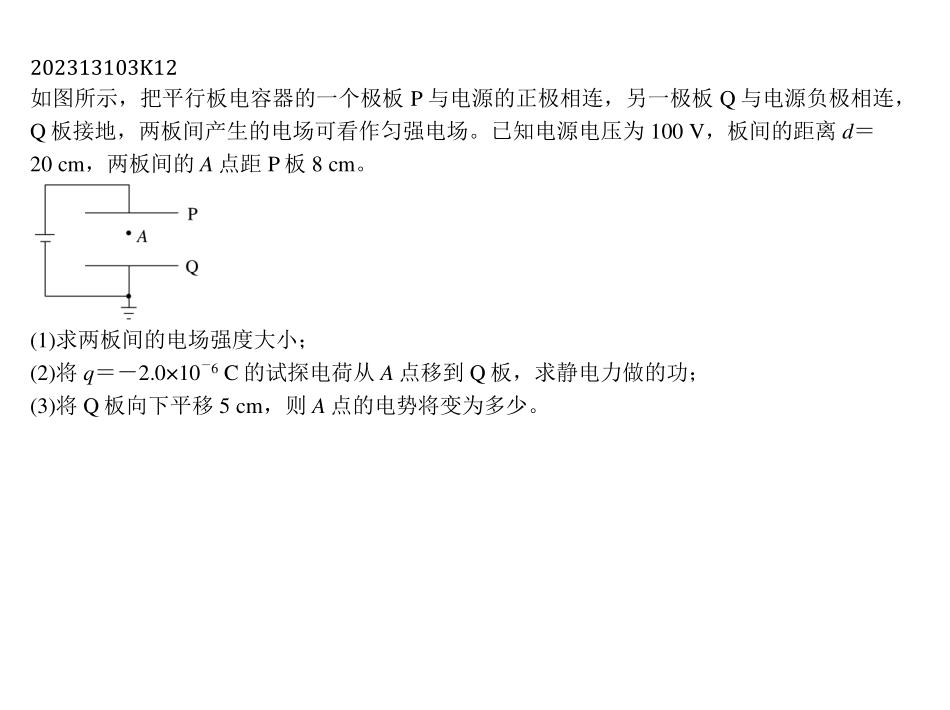 202313103K12
如图所示，把平行板电容器的一个极板 P 与电源的正极相连，另一极板 Q 与电源负极相连，
Q 板接地，两板间产生的电场可看作匀强电场。已知电源电压为 100 V，板间的距离 d＝
20 cm，两板间的 A 点距 P 板 8 cm。
P
A
Q
(1)求两板间的电场强度大小；
(2)将 q＝－2.0×10⁻⁶ C 的试探电荷从 A 点移到 Q 板，求静电力做的功；
(3)将 Q 板向下平移 5 cm，则 A 点的电势将变为多少。